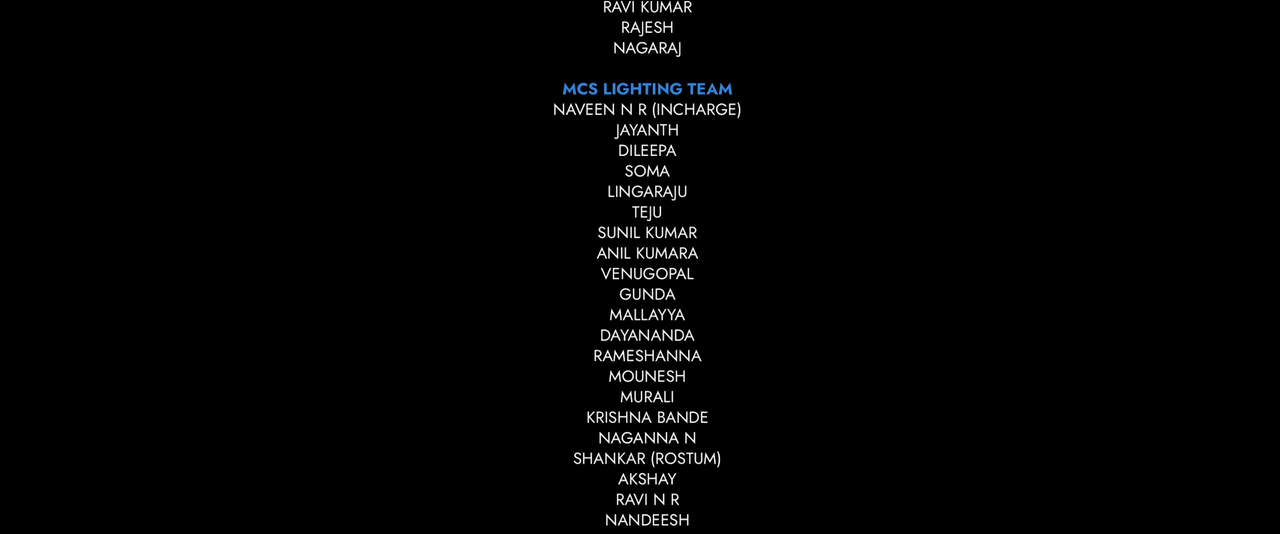 RAVI KUMAR
RAJESH
NAGARAJ
MCS LIGHTING TEAM
NAVEEN N R (INCHARGE)
JAYANTH
DILEEPA
SOMA
LINGARAJU
TEJU
SUNIL KUMAR
ANIL KUMARA
VENUGOPAL
GUNDA
MALLAYYA
DAYANANDA
RAMESHANNA
MOUNESH
MURALI
KRISHNA BANDE
NAGANNA N
SHANKAR (ROSTUM)
AKSHAY
RAVI N R
NANDEESH